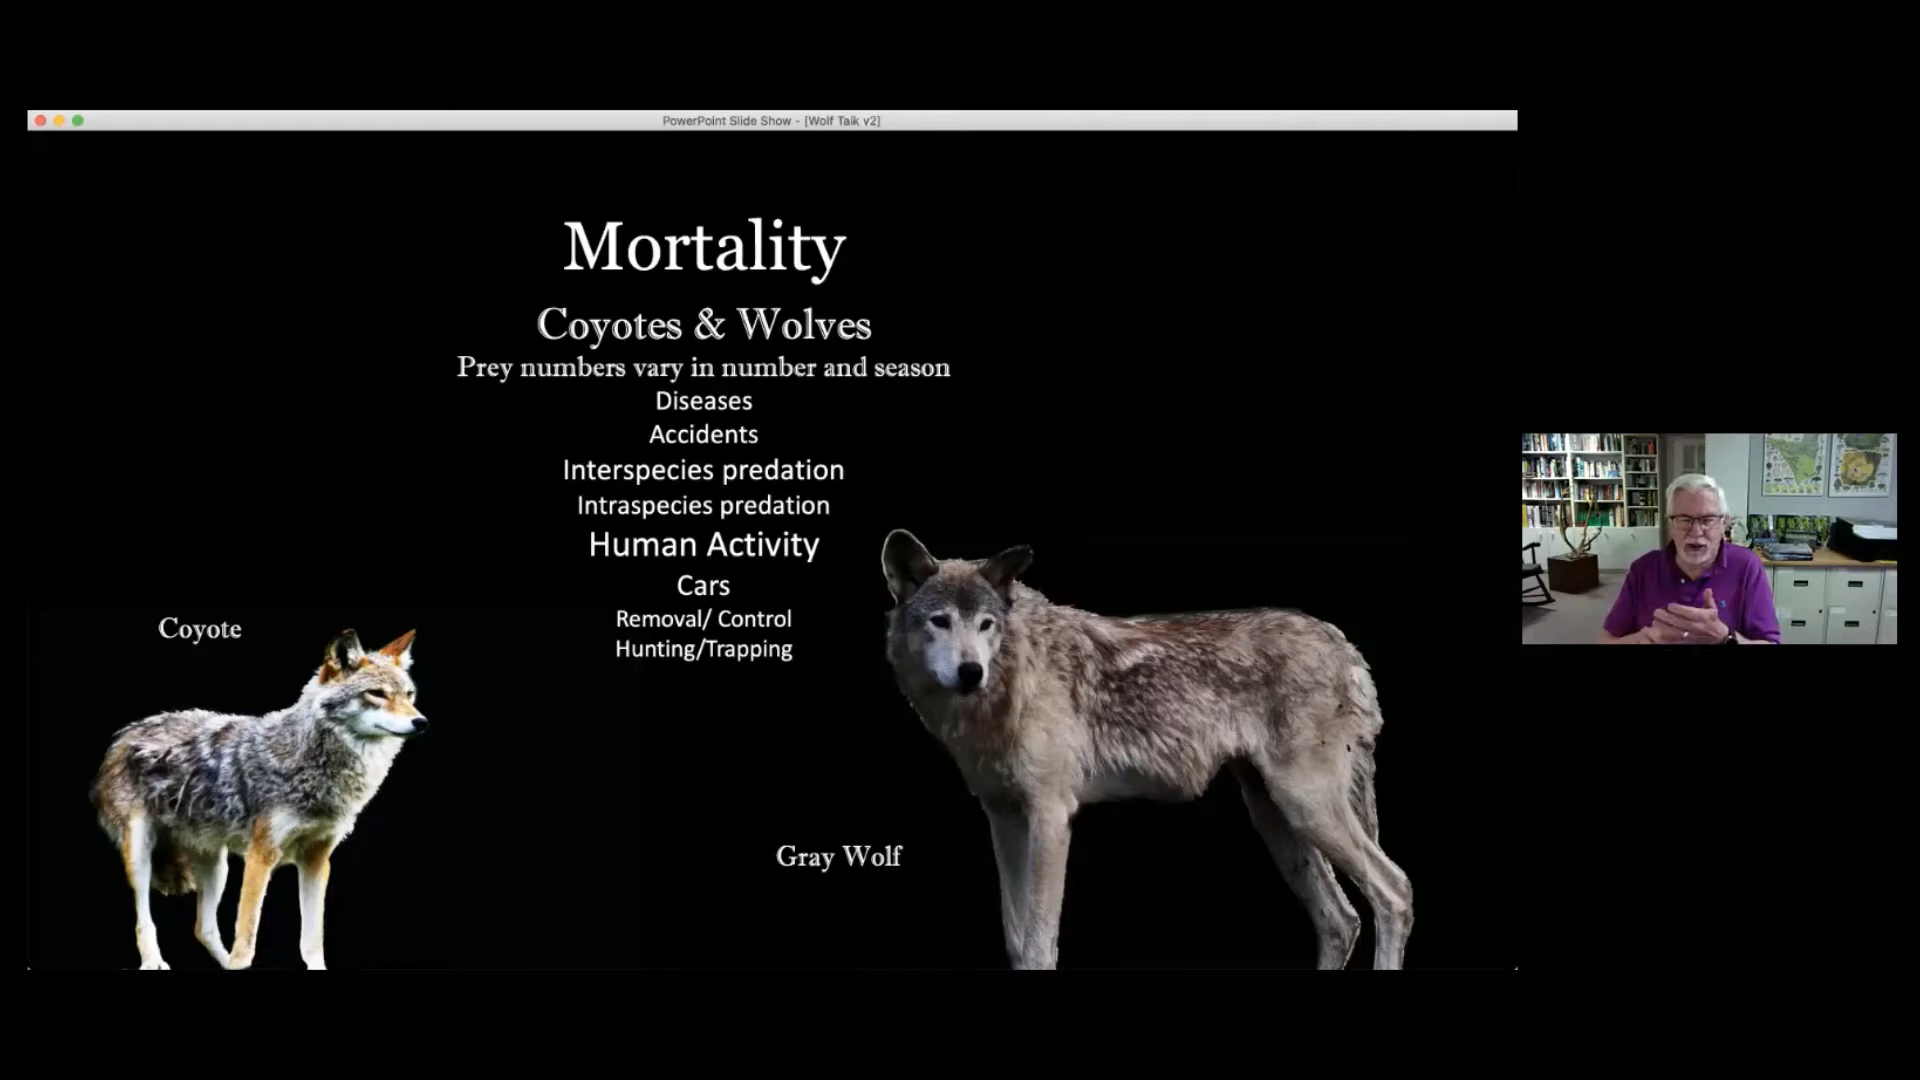 PowerPoint Slide Show - [Wolf Talk v2]
Mortality
Coyotes & Wolves
Prey numbers vary in number and season
Diseases
Accidents
Interspecies predation
Intraspecies predation
Human Activity
Cars
Removal/ Control
Hunting/Trapping
Coyote
Gray Wolf